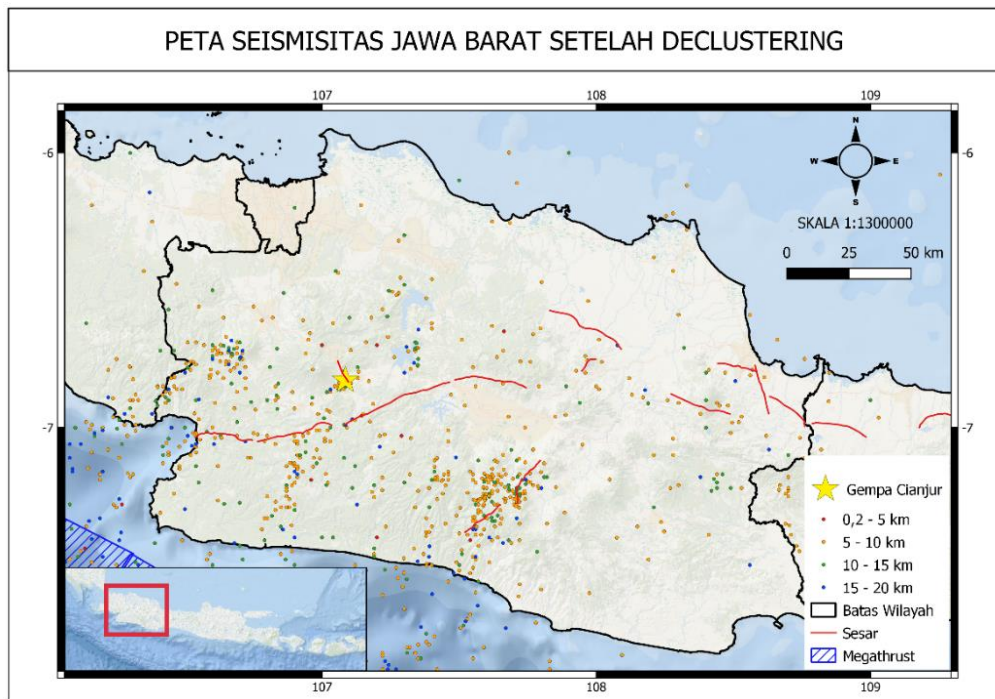 PETA SEISMISITAS JAWA BARAT SETELAH DECLUSTERING
107
108
109
-6
-6
N
W
E
S
SKALA 1:1300000
0
25
50 km
-7
-7
Gempa Cianjur
0,2 - 5 km
5 - 10 km
10 - 15 km
15 - 20 km
Batas Wilayah
Sesar
Megathrust
107
108
109